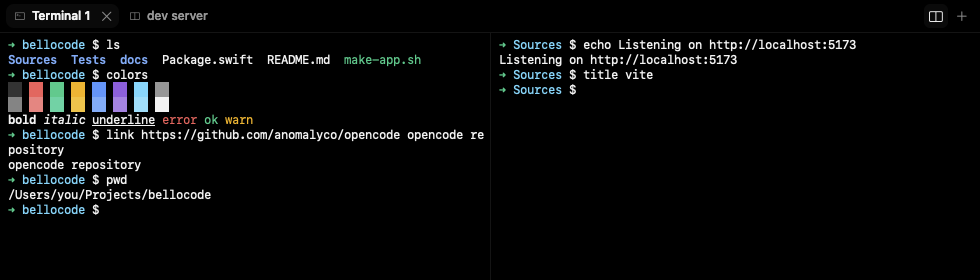 Terminal 1
dev server
→ bellocode $ ls
Sources  Tests  docs  Package.swift  README.md  make-app.sh
→ bellocode $ colors
bold italic underline error ok warn
→ bellocode $ link https://github.com/anomalyco/opencode opencode re
pository
opencode repository
→ bellocode $ pwd
/Users/you/Projects/bellocode
→ bellocode $
→ Sources $ echo Listening on http://localhost:5173
Listening on http://localhost:5173
→ Sources $ title vite
→ Sources $